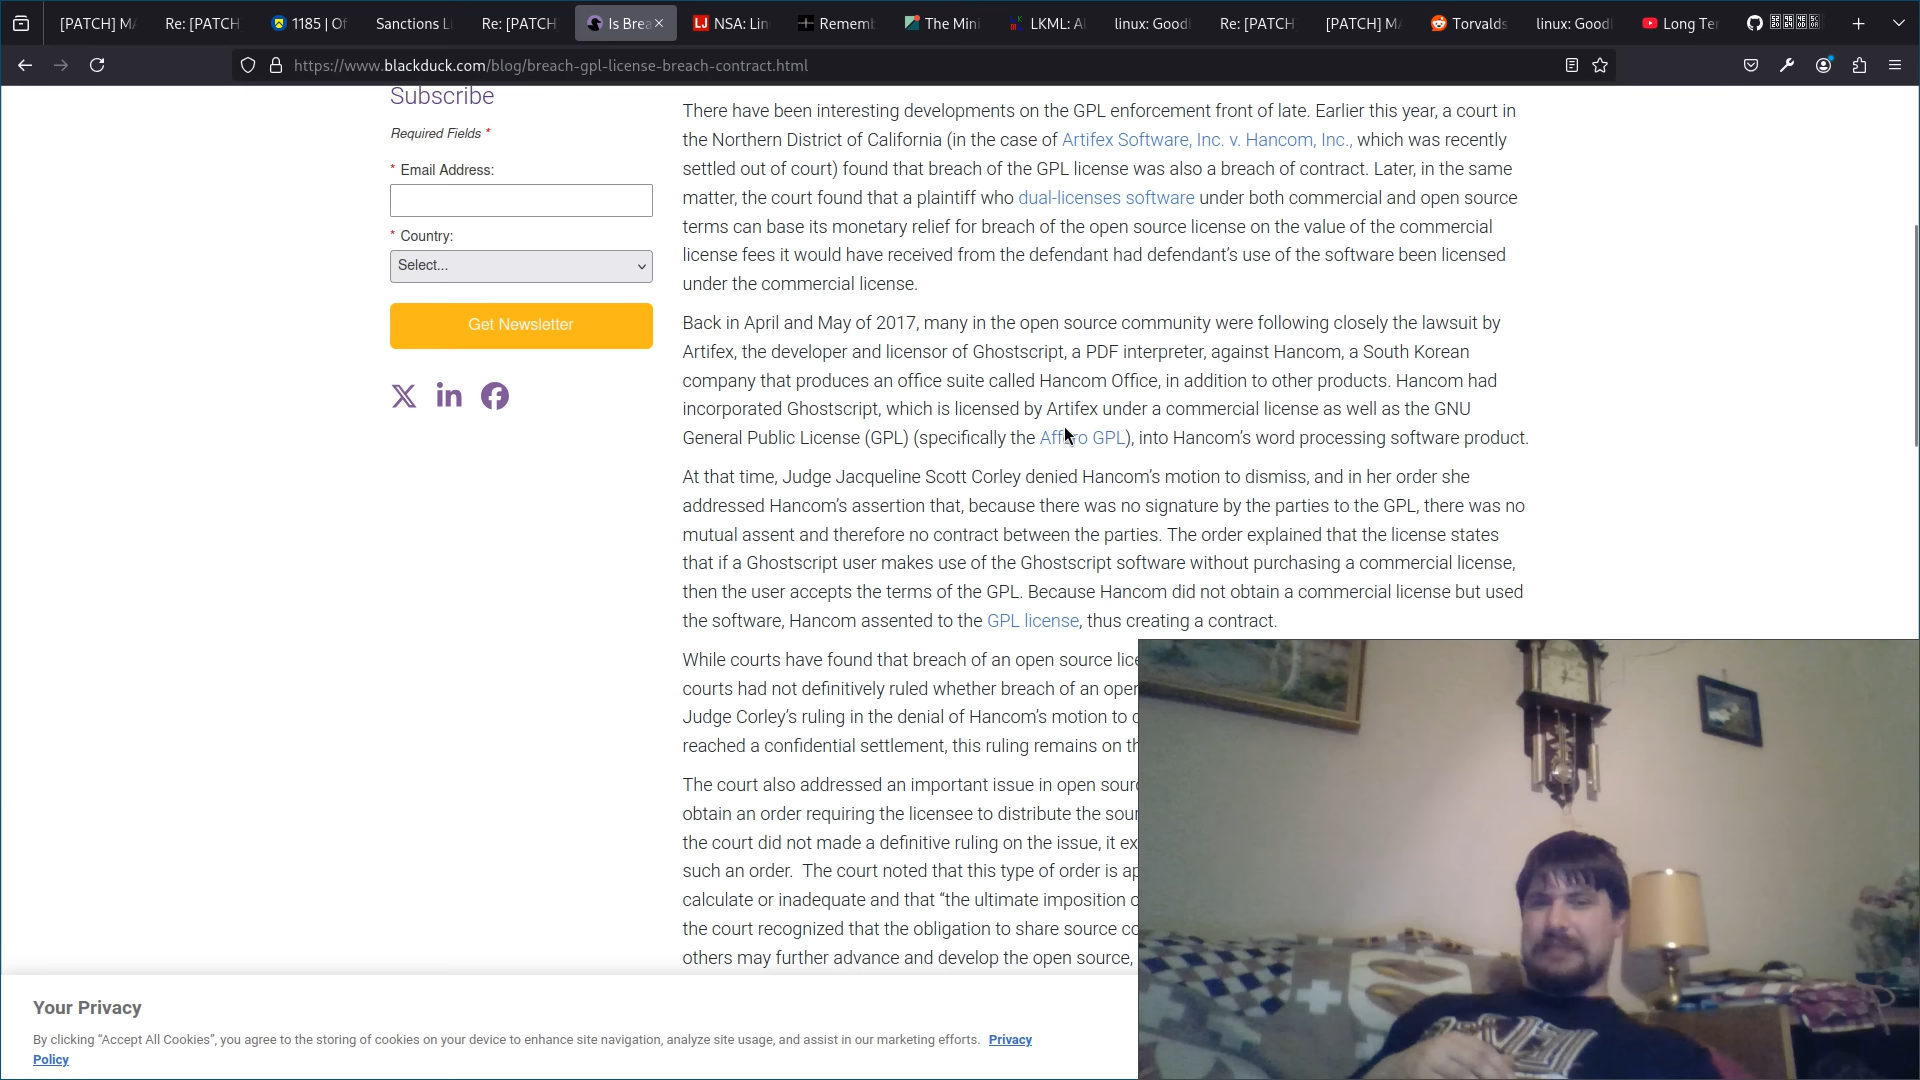 [PATCH] MA
Re: [PATCH
1185 | Of
Sanctions Li
Re: [PATCH
Is Brea
NSA: Lin
Rememb
The Mini
LKML: Al
linux: Goodl
Re: [PATCH
[PATCH] MA
Torvalds
linux: Goodl
Long Ter
https://www.blackduck.com/blog/breach-gpl-license-breach-contract.html
Subscribe
Required Fields *
* Email Address:
* Country:
Select...
Get Newsletter
There have been interesting developments on the GPL enforcement front of late. Earlier this year, a court in
the Northern District of California (in the case of Artifex Software, Inc. v. Hancom, Inc., which was recently
settled out of court) found that breach of the GPL license was also a breach of contract. Later, in the same
matter, the court found that a plaintiff who dual-licenses software under both commercial and open source
terms can base its monetary relief for breach of the open source license on the value of the commercial
license fees it would have received from the defendant had defendant’s use of the software been licensed
under the commercial license.
Back in April and May of 2017, many in the open source community were following closely the lawsuit by
Artifex, the developer and licensor of Ghostscript, a PDF interpreter, against Hancom, a South Korean
company that produces an office suite called Hancom Office, in addition to other products. Hancom had
incorporated Ghostscript, which is licensed by Artifex under a commercial license as well as the GNU
General Public License (GPL) (specifically the Affero GPL), into Hancom’s word processing software product.
At that time, Judge Jacqueline Scott Corley denied Hancom’s motion to dismiss, and in her order she
addressed Hancom’s assertion that, because there was no signature by the parties to the GPL, there was no
mutual assent and therefore no contract between the parties. The order explained that the license states
that if a Ghostscript user makes use of the Ghostscript software without purchasing a commercial license,
then the user accepts the terms of the GPL. Because Hancom did not obtain a commercial license but used
the software, Hancom assented to the GPL license, thus creating a contract.
While courts have found that breach of an open source lice
courts had not definitively ruled whether breach of an oper
Judge Corley’s ruling in the denial of Hancom’s motion to d
reached a confidential settlement, this ruling remains on th
The court also addressed an important issue in open sourc
obtain an order requiring the licensee to distribute the sour
the court did not made a definitive ruling on the issue, it ex
such an order. The court noted that this type of order is ap
calculate or inadequate and that “the ultimate imposition o
the court recognized that the obligation to share source co
others may further advance and develop the open source,
Your Privacy
By clicking “Accept All Cookies”, you agree to the storing of cookies on your device to enhance site navigation, analyze site usage, and assist in our marketing efforts. Privacy
Policy